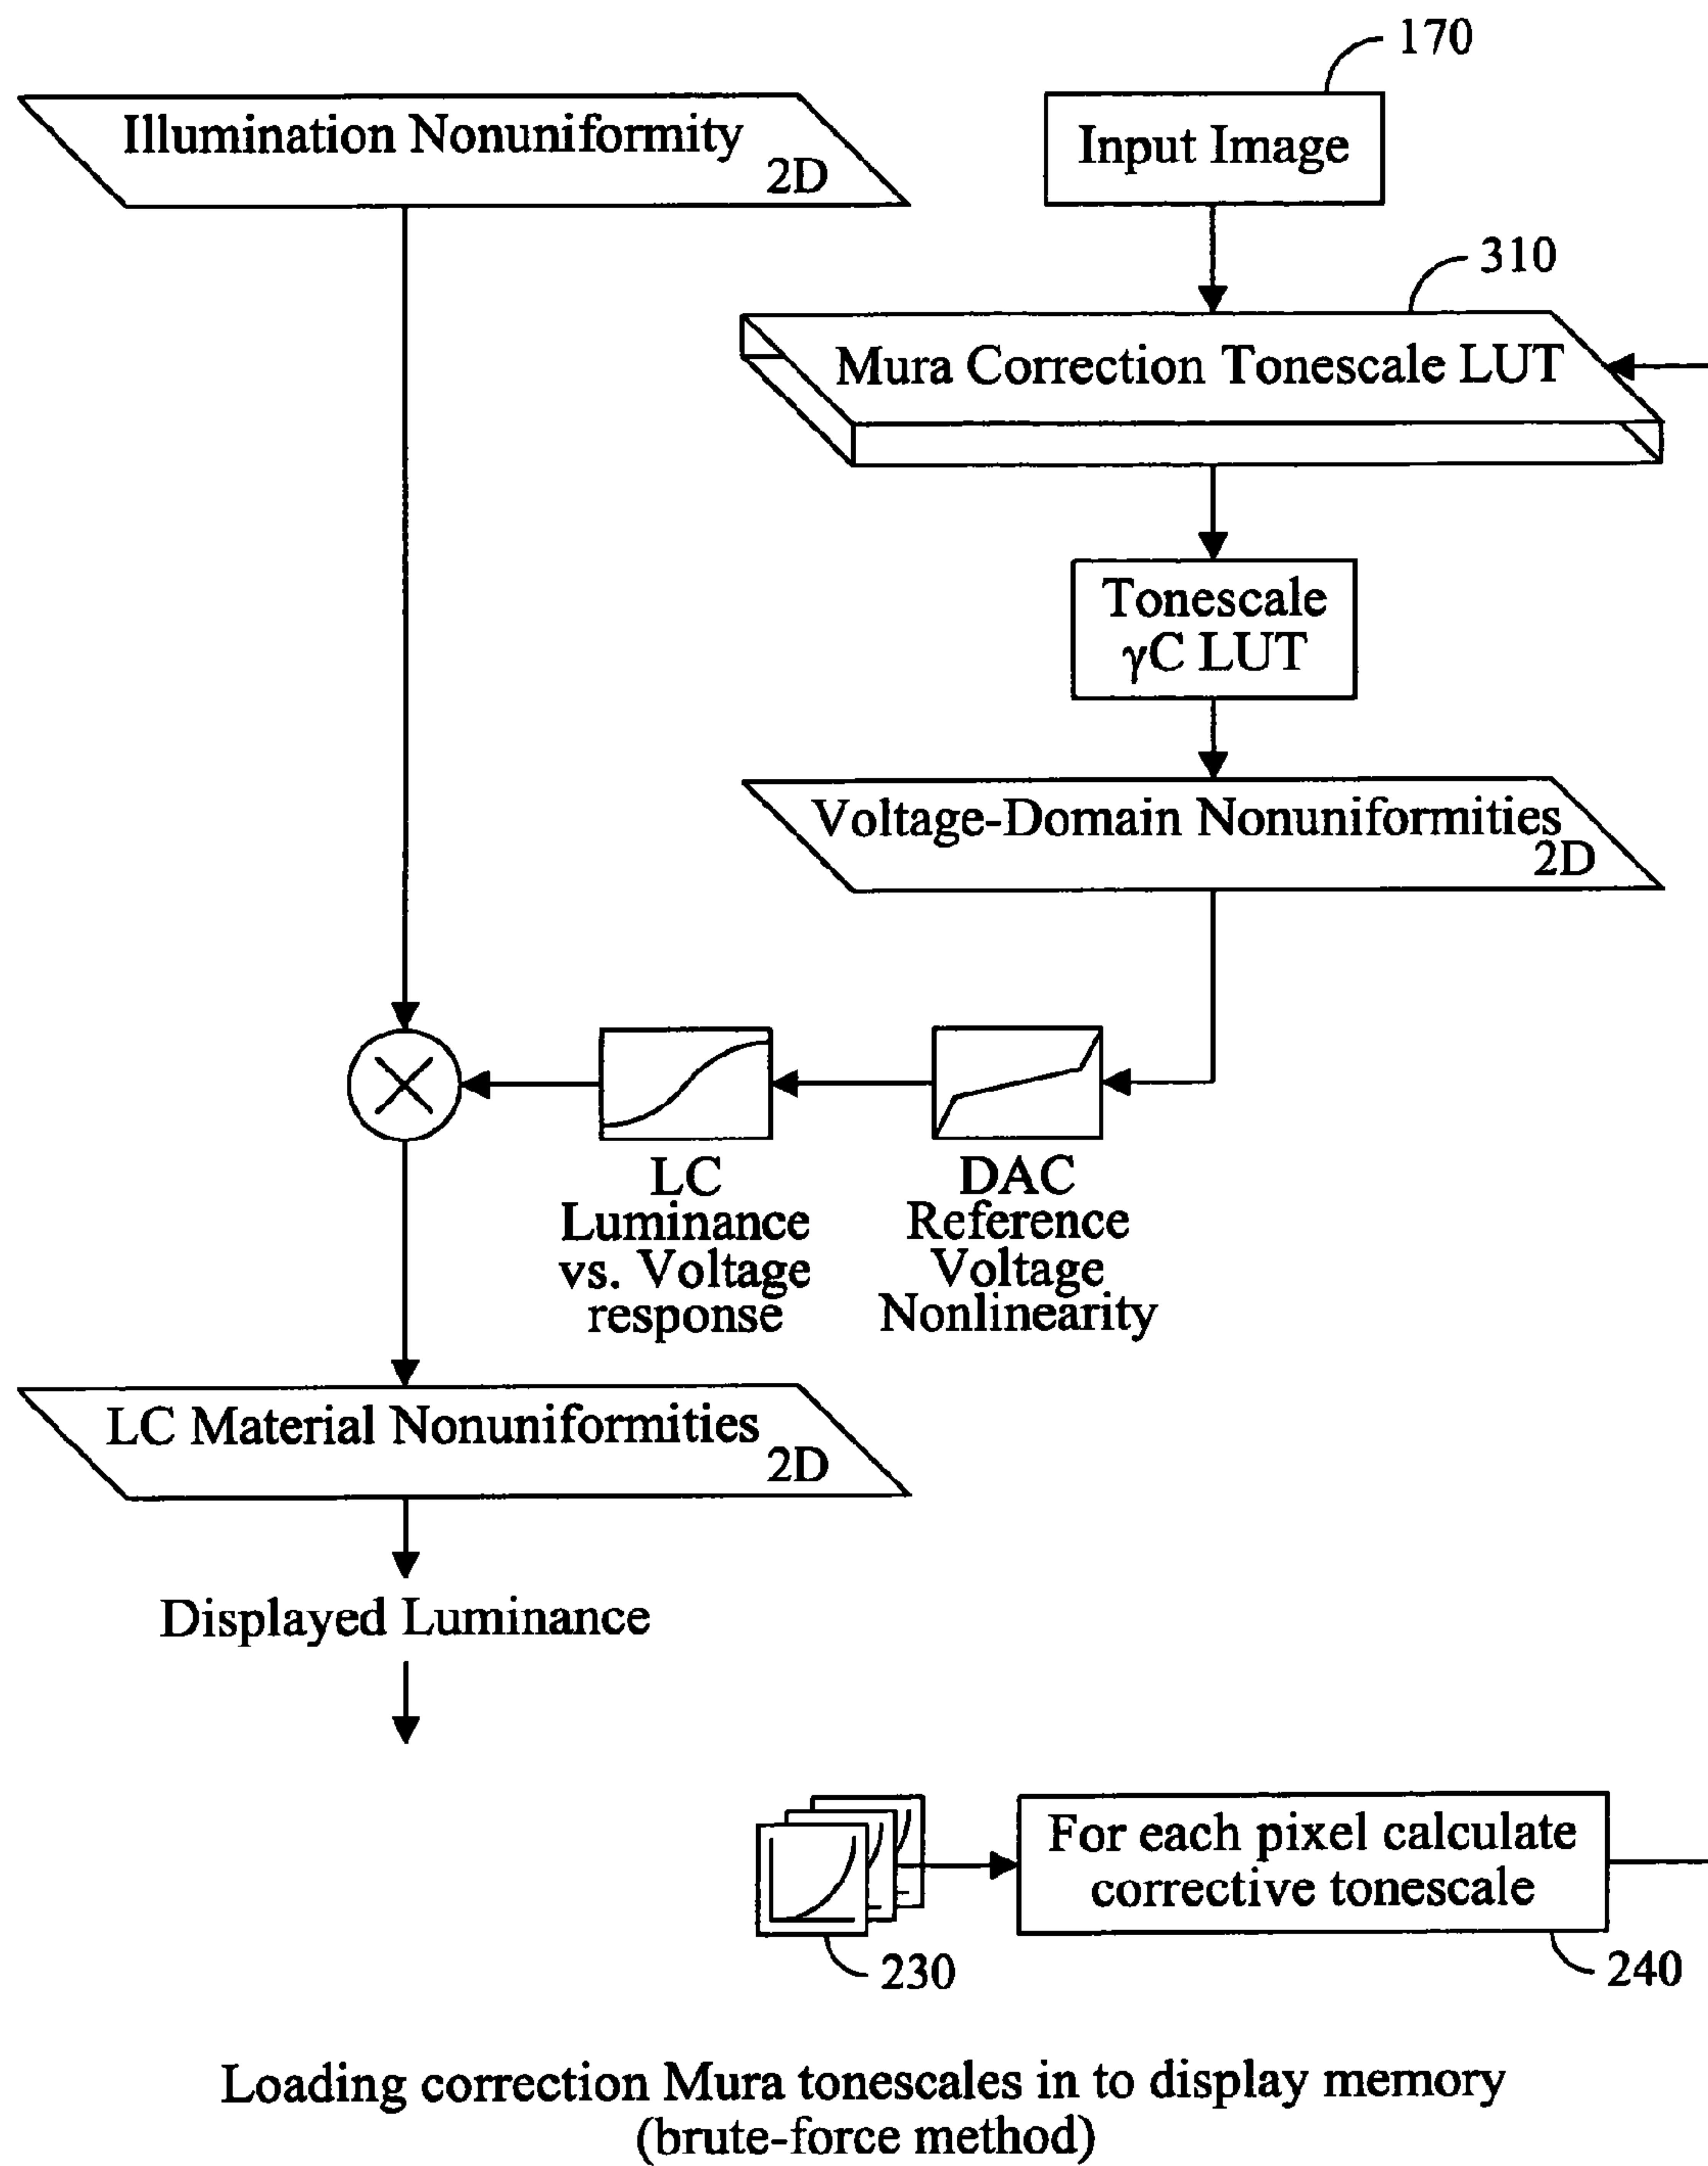 170
Illumination Nonuniformity
2D
Input Image
310
Mura Correction Tonescale LUT
Tonescale
γC LUT
Voltage-Domain Nonuniformities
2D
LC
Luminance
vs. Voltage
response
DAC
Reference
Voltage
Nonlinearity
LC Material Nonuniformities
2D
Displayed Luminance
For each pixel calculate
corrective tonescale
230
240
Loading correction Mura tonescales in to display memory
(brute-force method)